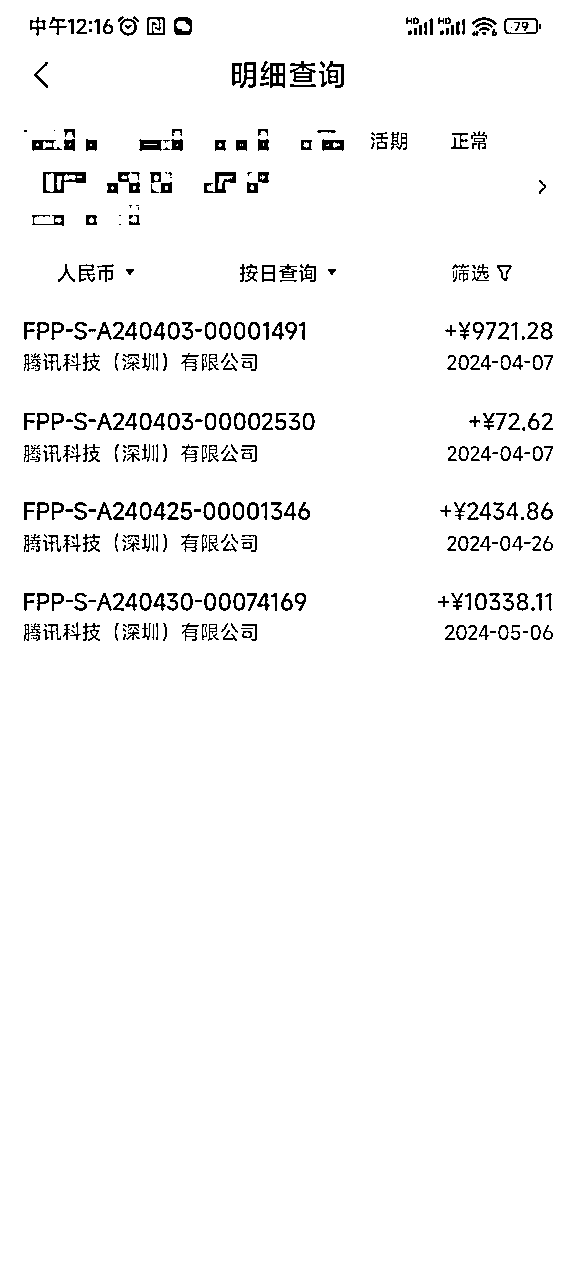 中午12:16 HD HD 79
明细查询
活期 正常
人民币 按日查询 筛选
FPP-S-A240403-00001491 +¥9721.28
腾讯科技（深圳）有限公司 2024-04-07
FPP-S-A240403-00002530 +¥72.62
腾讯科技（深圳）有限公司 2024-04-07
FPP-S-A240425-00001346 +¥2434.86
腾讯科技（深圳）有限公司 2024-04-26
FPP-S-A240430-00074169 +¥10338.11
腾讯科技（深圳）有限公司 2024-05-06